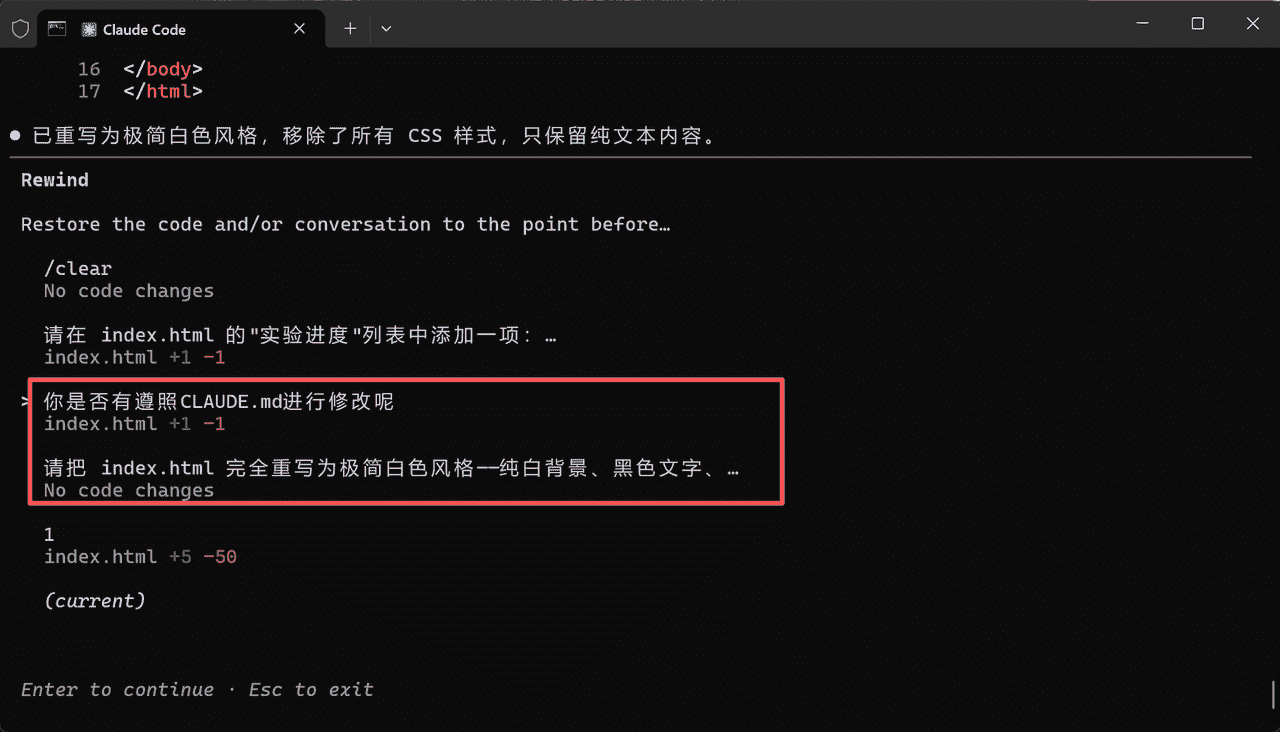 Claude Code
16 </body>
17 </html>
● 已重写为极简白色风格，移除了所有 CSS 样式，只保留纯文本内容。
Rewind
Restore the code and/or conversation to the point before…
/clear
No code changes
请在 index.html 的"实验进度"列表中添加一项：…
index.html +1 -1
> 你是否有遵照CLAUDE.md进行修改呢
index.html +1 -1
请把 index.html 完全重写为极简白色风格——纯白背景、黑色文字、…
No code changes
1
index.html +5 -50
(current)
Enter to continue · Esc to exit